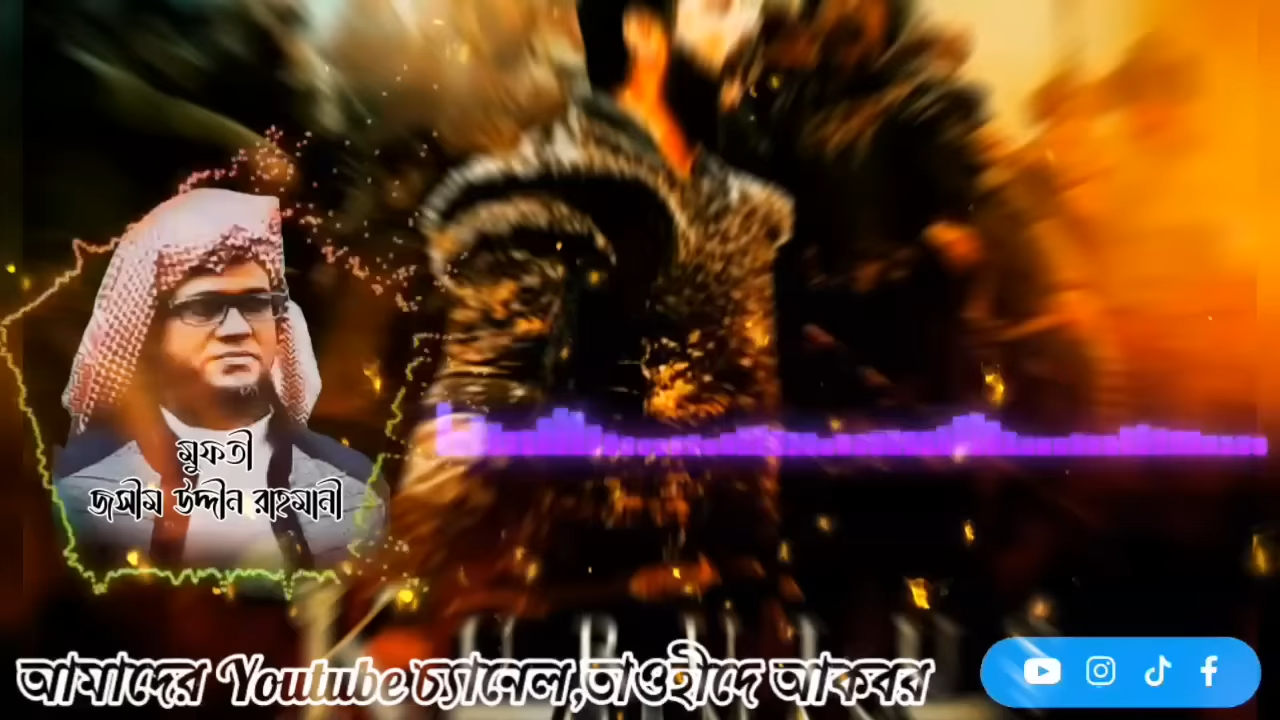 মুফতী
জসীম উদ্দীন রাহমানী
আমাদের Youtube চ্যানেল,তাওহীদে আকবর